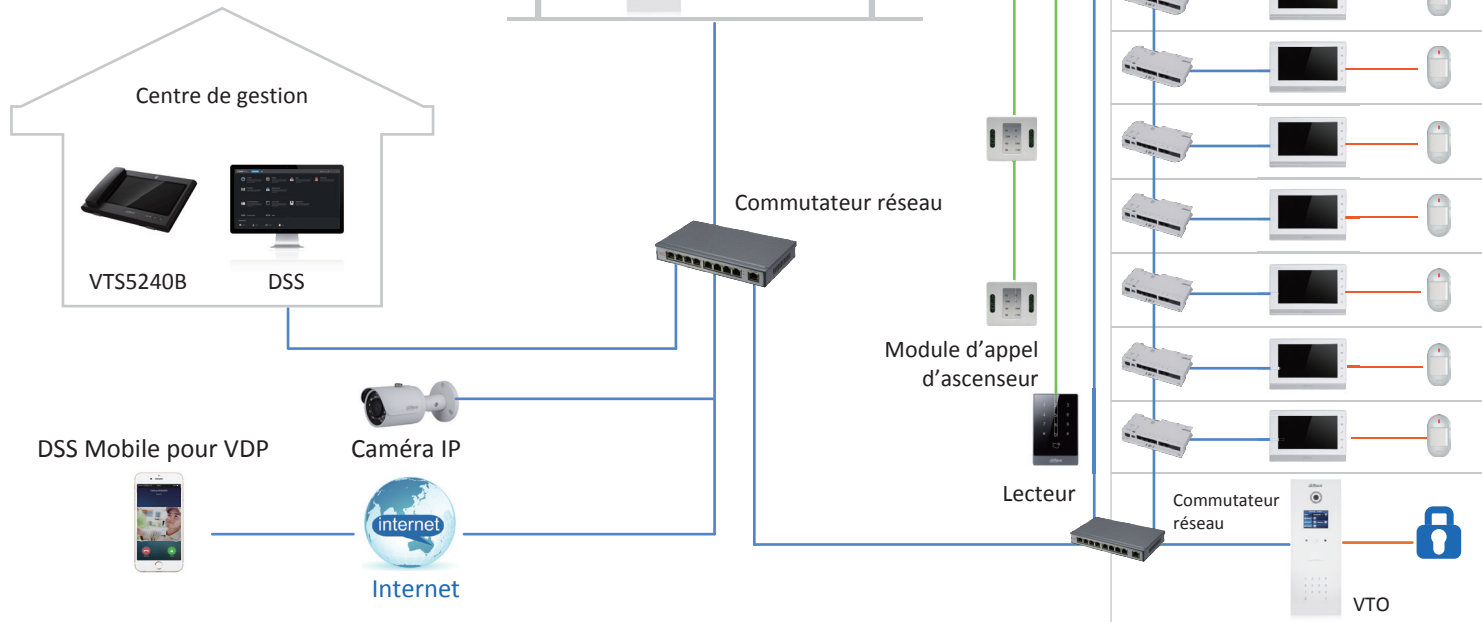 Centre de gestion
VTS5240B
DSS
Commutateur réseau
Module d’appel
d’ascenseur
DSS Mobile pour VDP
Caméra IP
internet
Internet
Lecteur
Commutateur
réseau
VTO